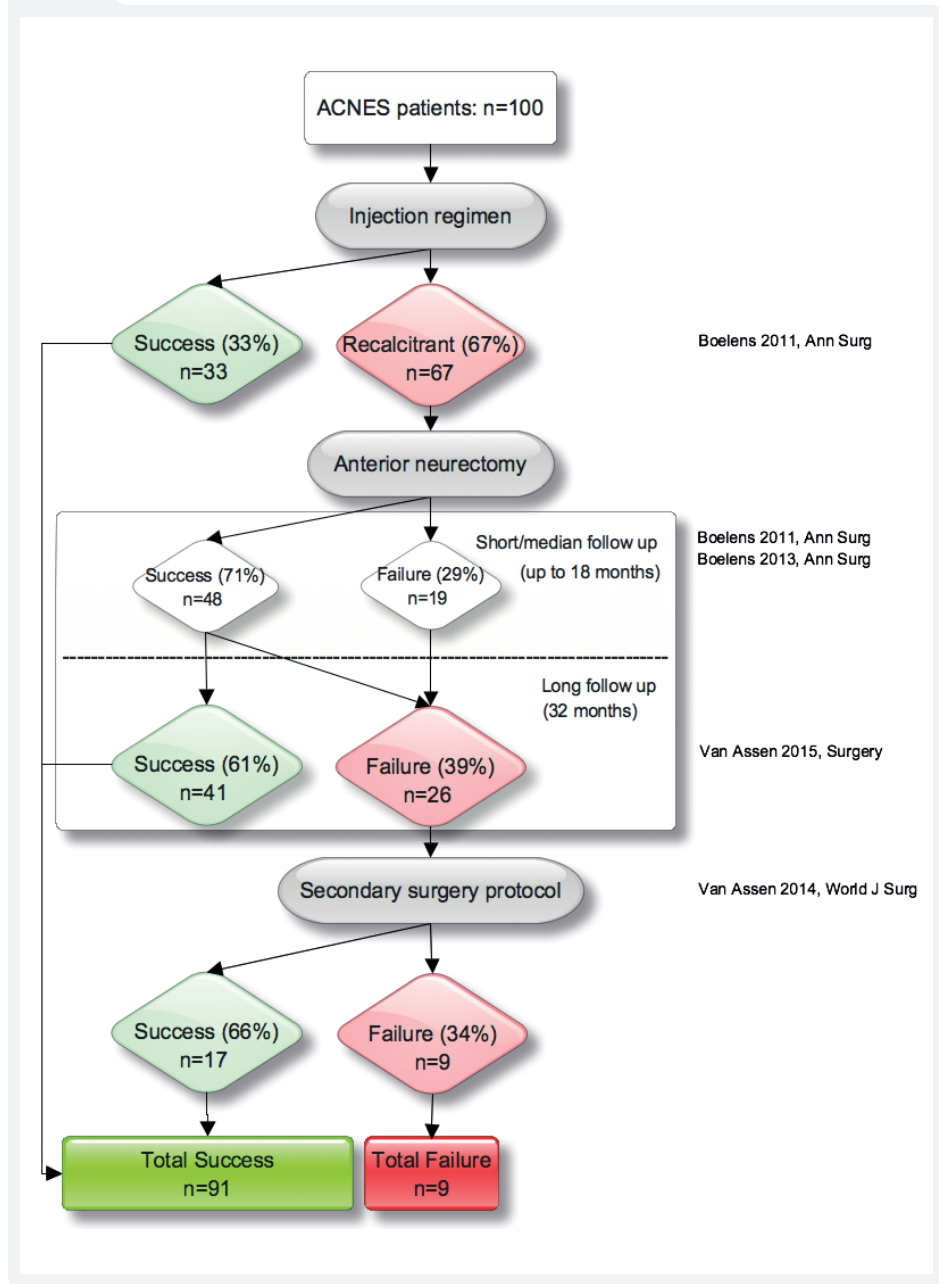 ACNES patients: n=100
Injection regimen
Success (33%)
n=33
Recalcitrant (67%)
n=67
Boelens 2011, Ann Surg
Anterior neurectomy
Short/median follow up
(up to 18 months)
Success (71%)
n=48
Failure (29%)
n=19
Boelens 2011, Ann Surg
Boelens 2013, Ann Surg
Long follow up
(32 months)
Success (61%)
n=41
Failure (39%)
n=26
Van Assen 2015, Surgery
Secondary surgery protocol
Van Assen 2014, World J Surg
Success (66%)
n=17
Failure (34%)
n=9
Total Success
n=91
Total Failure
n=9